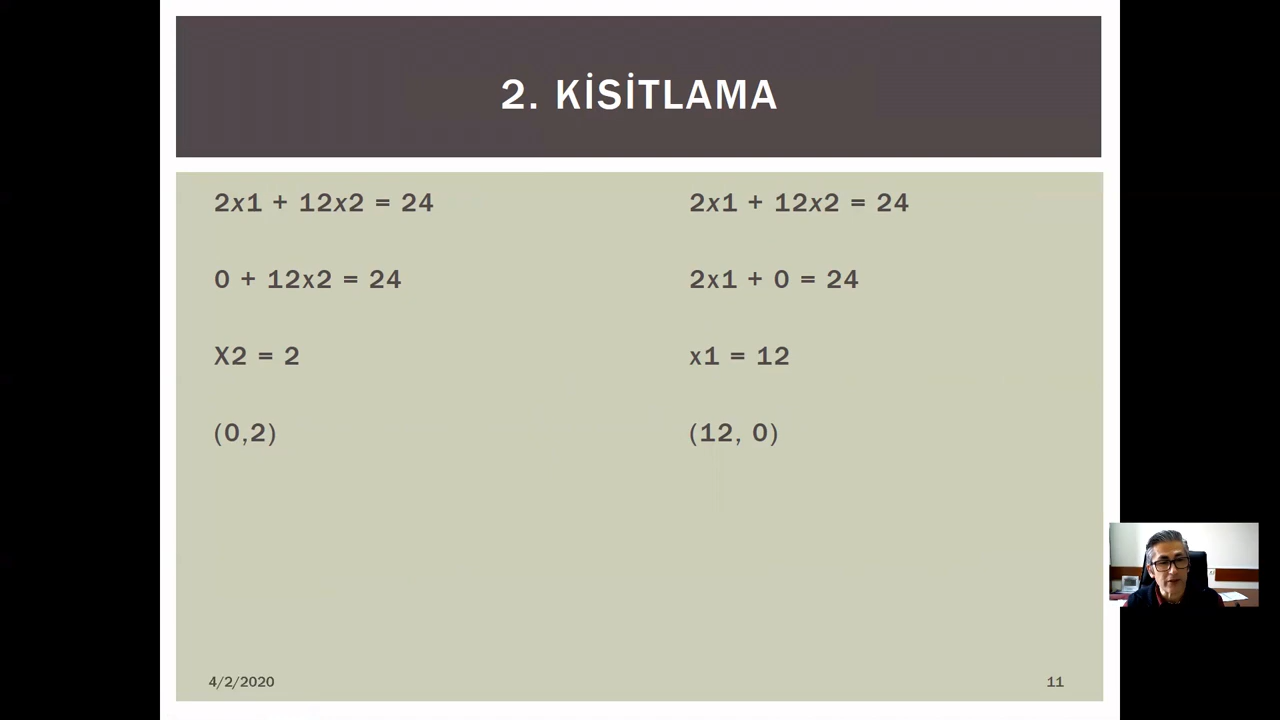 2. KİSİTLAMA
2x1 + 12x2 = 24
0 + 12x2 = 24
X2 = 2
(0,2)
2x1 + 12x2 = 24
2x1 + 0 = 24
x1 = 12
(12, 0)
4/2/2020
11